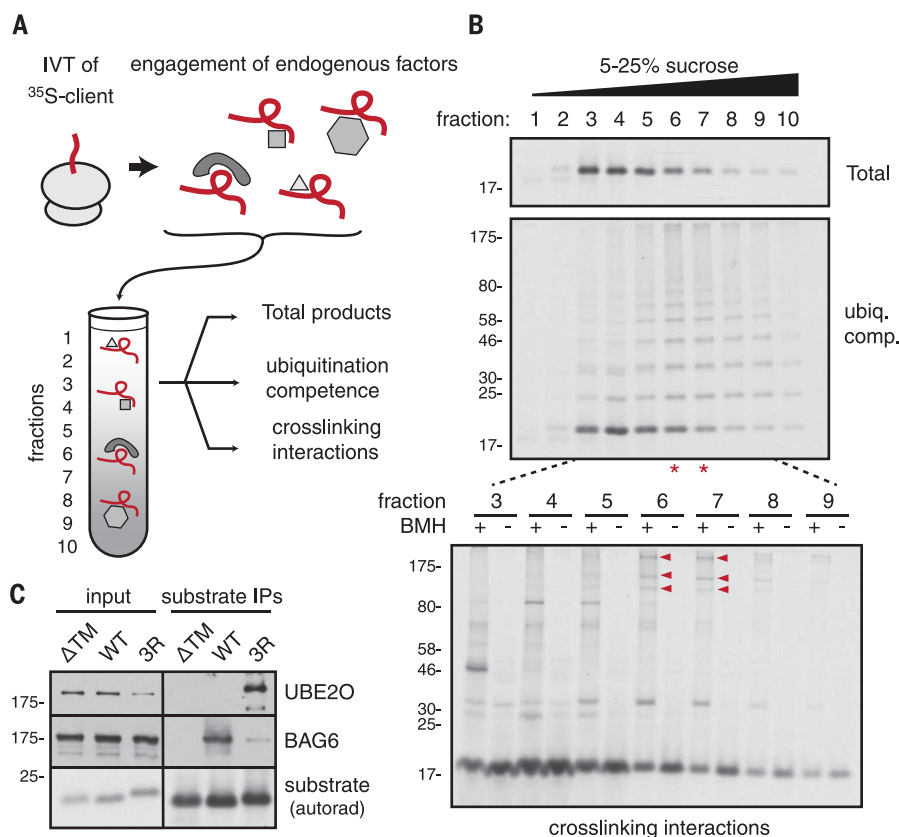 A
IVT of
³⁵S-client
engagement of endogenous factors
fractions
1
2
3
4
5
6
7
8
9
10
Total products
ubiquitination
competence
crosslinking
interactions
B
5-25% sucrose
fraction: 1 2 3 4 5 6 7 8 9 10
17-
Total
175-
80-
58-
46-
30-
25-
17-
ubiq.
comp.
* *
fraction 3 4 5 6 7 8 9
BMH + - + - + - + - + - + - + -
175-
80-
58-
46-
30-
25-
17-
crosslinking interactions
C
input substrate IPs
ΔTM WT 3R ΔTM WT 3R
175- UBE2O
175- BAG6
25-
substrate
(autorad)